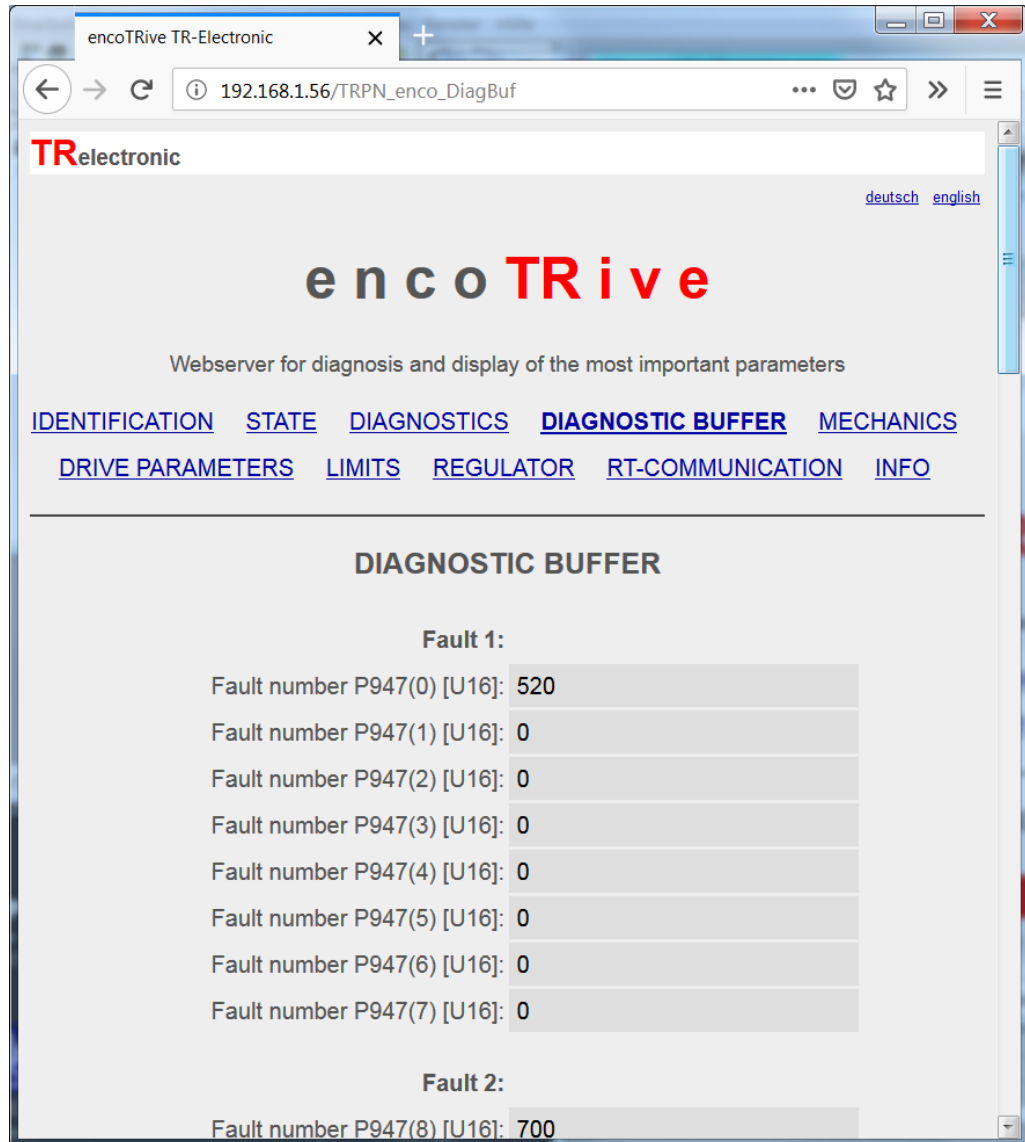 encoTRive TR-Electronic
192.168.1.56/TRPN_enco_DiagBuf
TRelectronic
deutsch english
e n c o TR i v e
Webserver for diagnosis and display of the most important parameters
IDENTIFICATION STATE DIAGNOSTICS DIAGNOSTIC BUFFER MECHANICS
DRIVE PARAMETERS LIMITS REGULATOR RT-COMMUNICATION INFO
DIAGNOSTIC BUFFER
Fault 1:
Fault number P947(0) [U16]: 520
Fault number P947(1) [U16]: 0
Fault number P947(2) [U16]: 0
Fault number P947(3) [U16]: 0
Fault number P947(4) [U16]: 0
Fault number P947(5) [U16]: 0
Fault number P947(6) [U16]: 0
Fault number P947(7) [U16]: 0
Fault 2:
Fault number P947(8) [U16]: 700